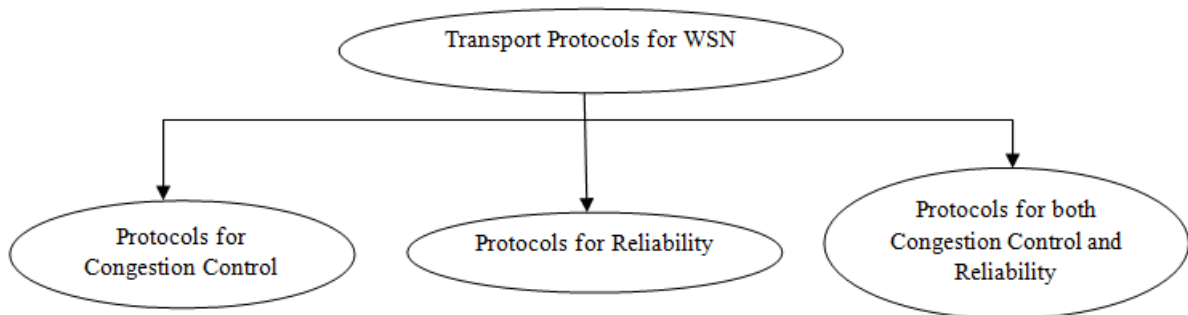 Transport Protocols for WSN
Protocols for
Congestion Control
Protocols for Reliability
Protocols for both
Congestion Control and
Reliability